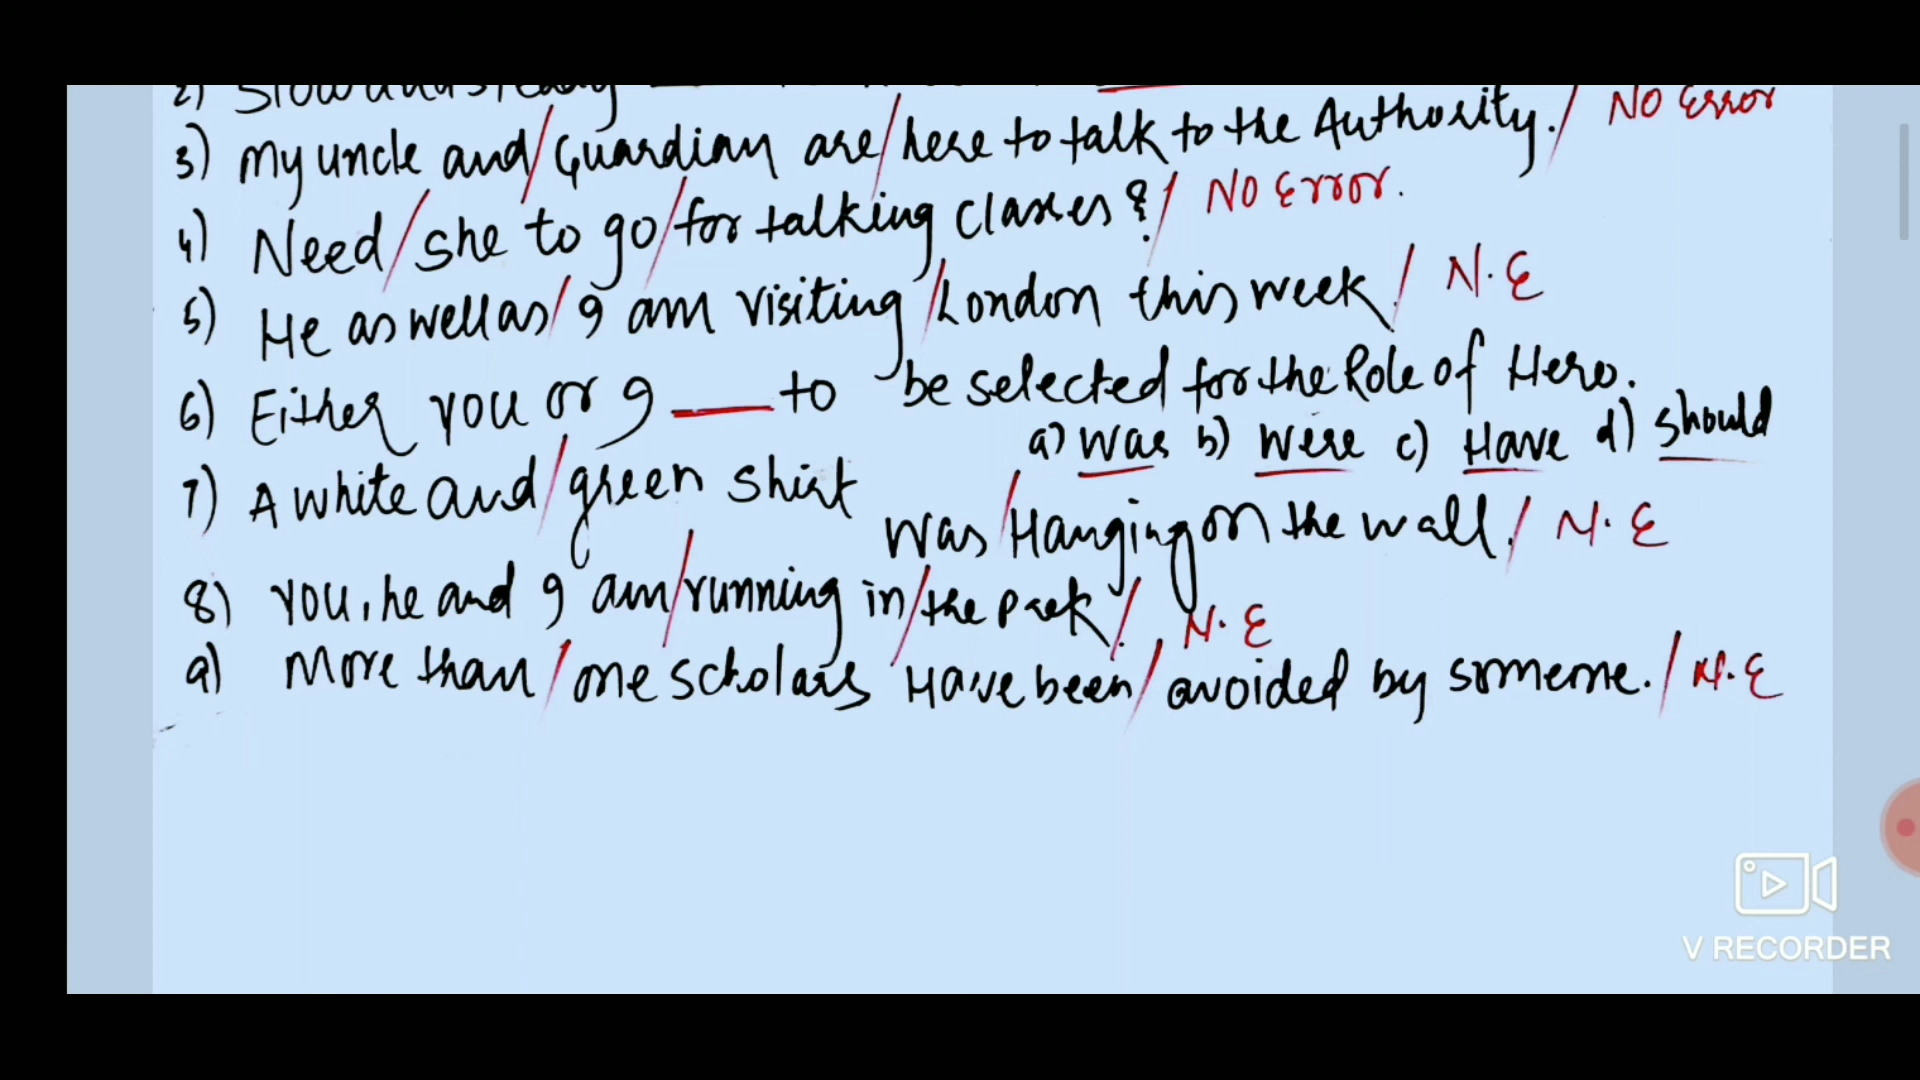 2) Slow and steady
3) My uncle and/Guardian are/here to talk to the Authority./ No Error
4) Need/she to go/for talking classes?/ No Error.
5) He as well as/I am visiting/London this week/ N.E
6) Either you or I ___ to be selected for the Role of Hero.
a) was b) were c) Have d) should
7) A white and/green shirt was/Hanging on the wall./ N.E
8) You, he and I am/running in/the park/. N.E
9) More than/one scholars Have been/avoided by someone./ N.E
V RECORDER